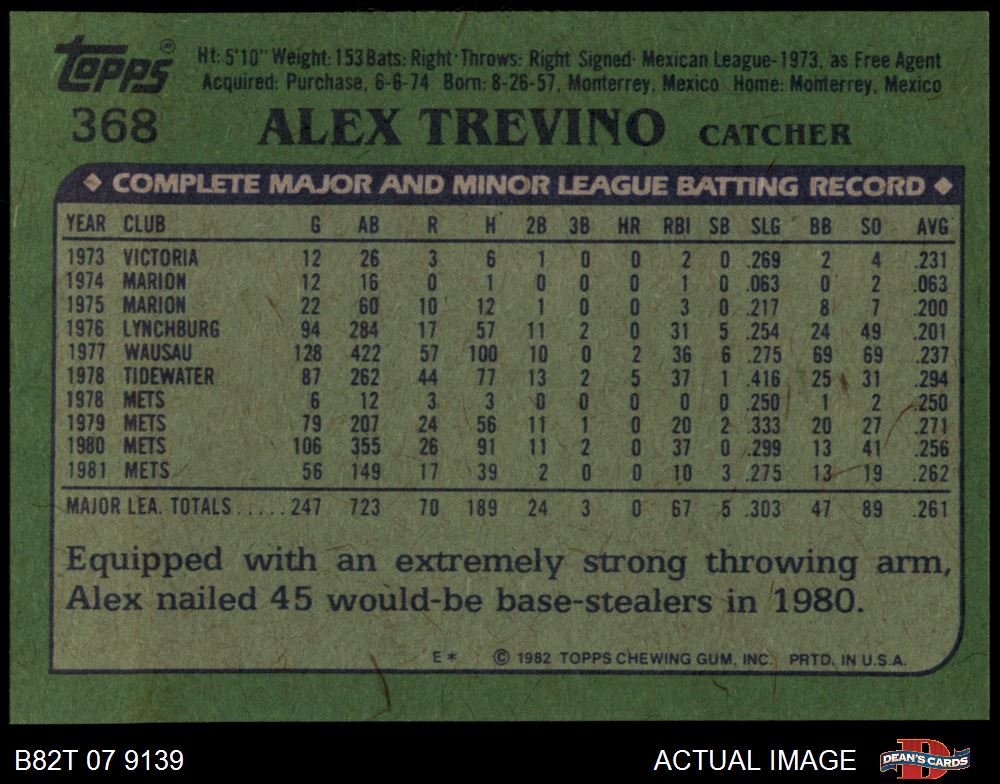 Topps
Ht: 5'10" Weight: 153 Bats: Right Throws: Right Signed: Mexican League-1973, as Free Agent
Acquired: Purchase, 6-6-74 Born: 8-26-57, Monterrey, Mexico Home: Monterrey, Mexico
368 ALEX TREVINO CATCHER
COMPLETE MAJOR AND MINOR LEAGUE BATTING RECORD
YEAR CLUB G AB R H 2B 3B HR RBI SB SLG BB SO AVG
1973 VICTORIA 12 26 3 6 1 0 0 2 0 .269 2 4 .231
1974 MARION 12 16 0 1 0 0 0 1 0 .063 0 2 .063
1975 MARION 22 60 10 12 1 0 0 3 0 .217 8 7 .200
1976 LYNCHBURG 94 284 17 57 11 2 0 31 5 .254 24 49 .201
1977 WAUSAU 128 422 57 100 10 0 2 36 6 .275 69 69 .237
1978 TIDEWATER 87 262 44 77 13 2 5 37 1 .416 25 31 .294
1978 METS 6 12 3 3 0 0 0 0 0 .250 1 2 .250
1979 METS 79 207 24 56 11 1 0 20 2 .333 20 27 .271
1980 METS 106 355 26 91 11 2 0 37 0 .299 13 41 .256
1981 METS 56 149 17 39 2 0 0 10 3 .275 13 19 .262
MAJOR LEA. TOTALS.....247 723 70 189 24 3 0 67 5 .303 47 89 .261
Equipped with an extremely strong throwing arm,
Alex nailed 45 would-be base-stealers in 1980.
E* © 1982 TOPPS CHEWING GUM, INC. PRTD. IN U.S.A.
B82T 07 9139 ACTUAL IMAGE DEAN'S CARDS